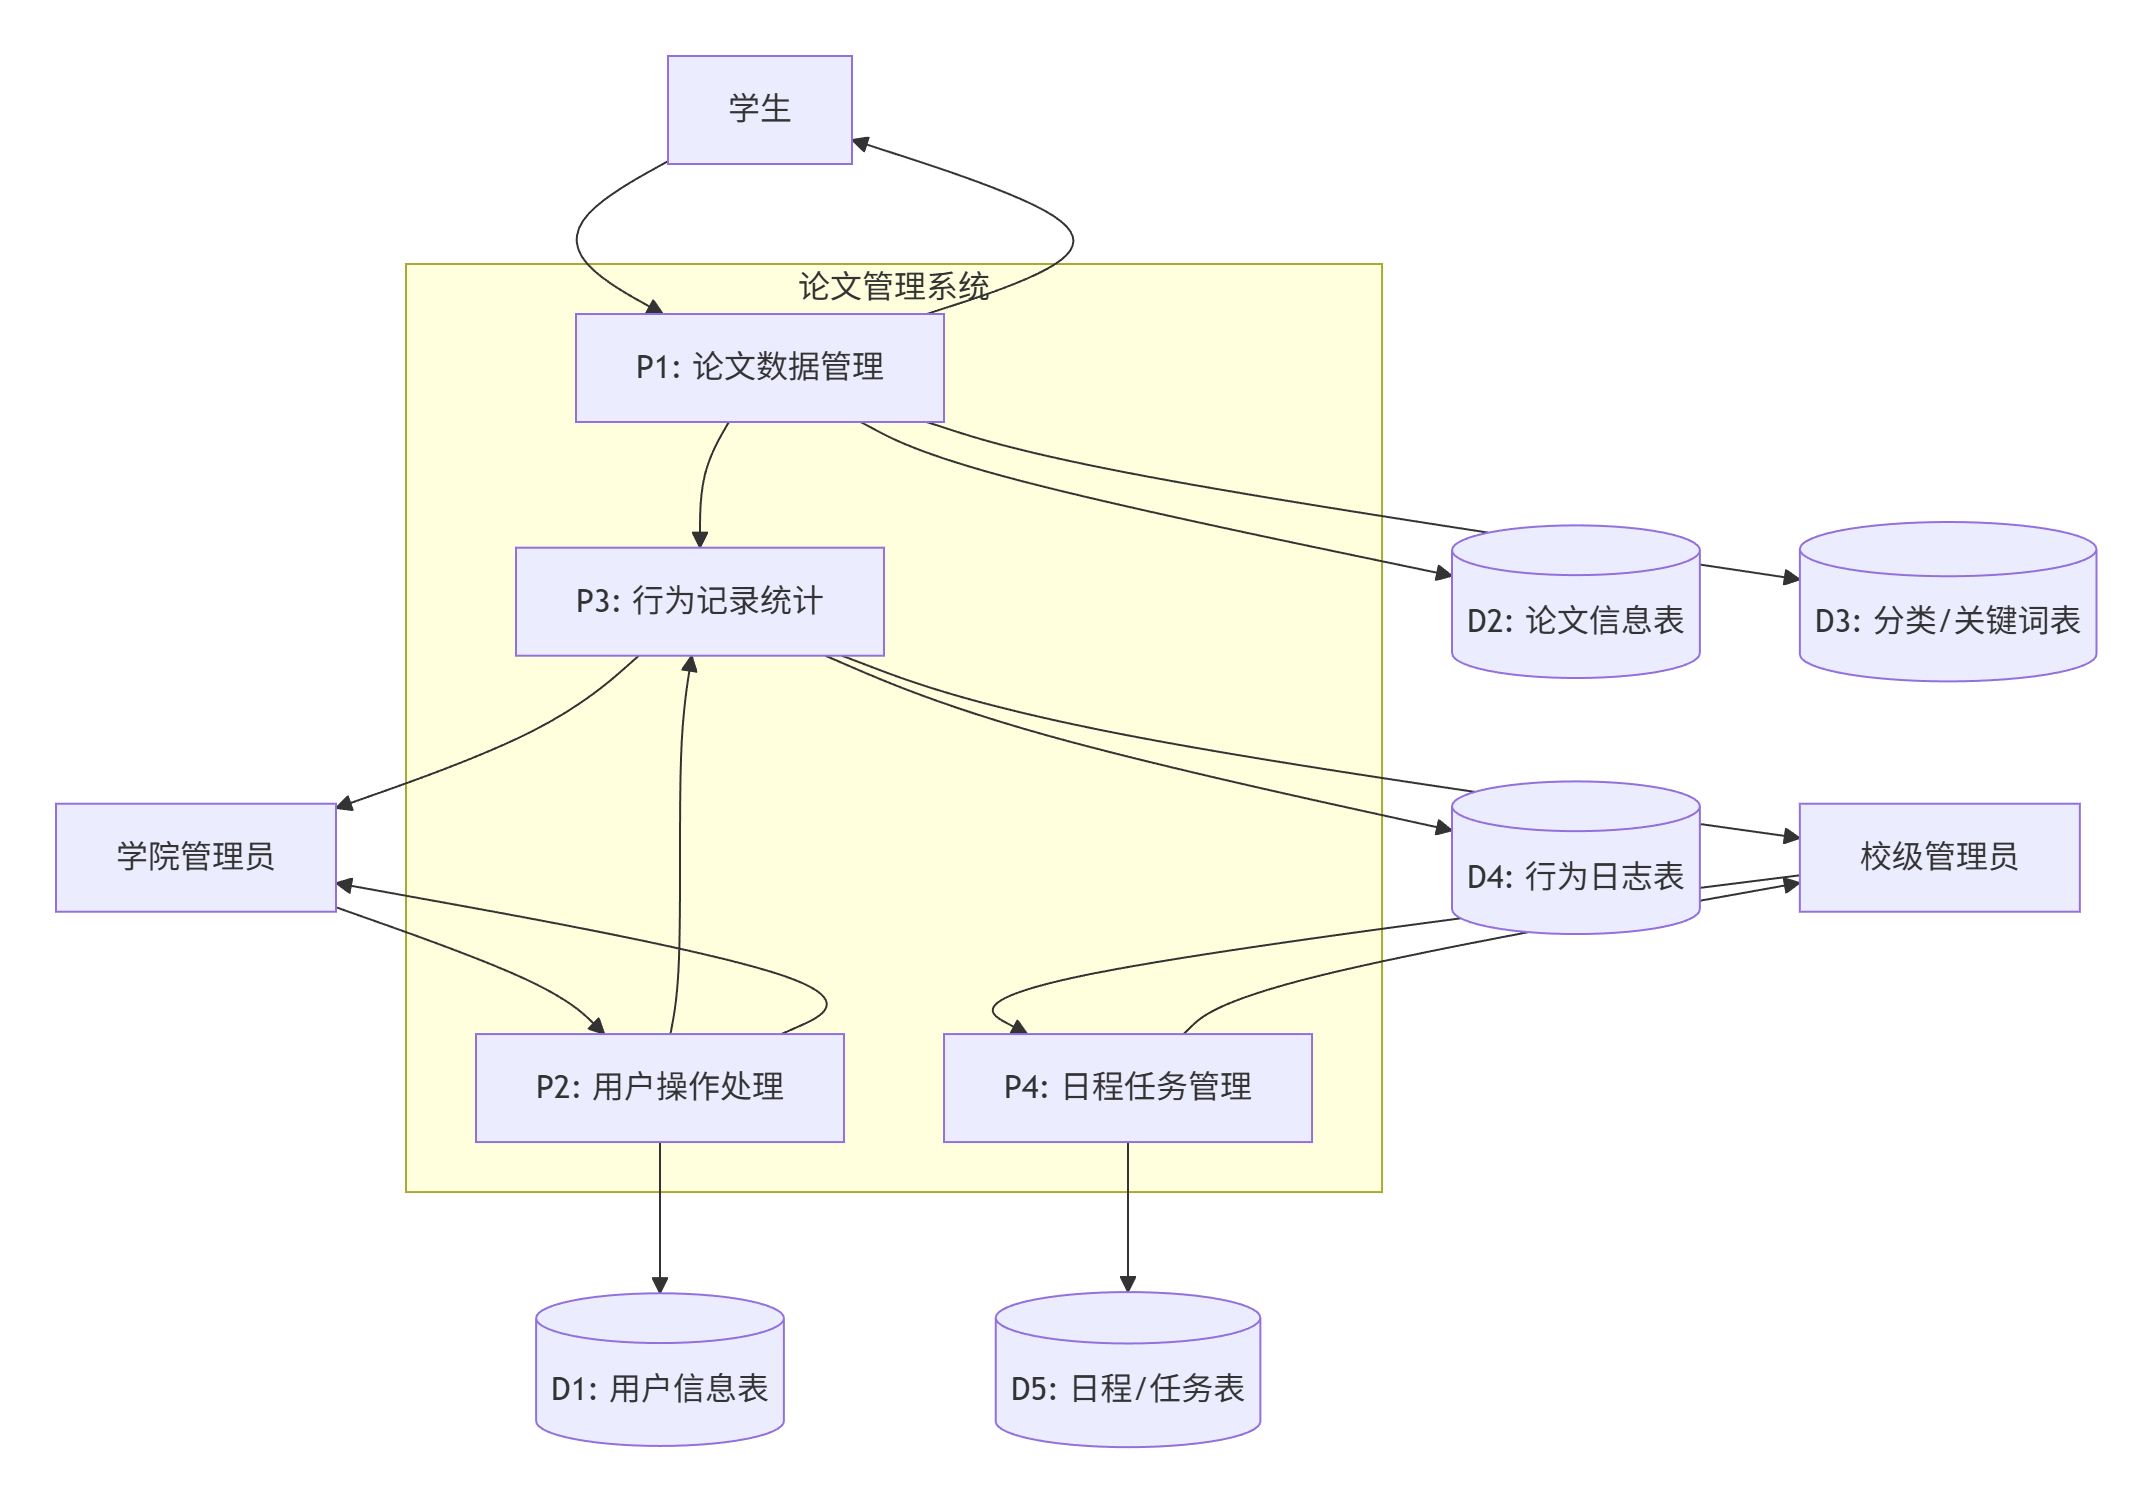 学生
论文管理系统
P1: 论文数据管理
P3: 行为记录统计
D2: 论文信息表
D3: 分类/关键词表
学院管理员
D4: 行为日志表
校级管理员
P2: 用户操作处理
P4: 日程任务管理
D1: 用户信息表
D5: 日程/任务表